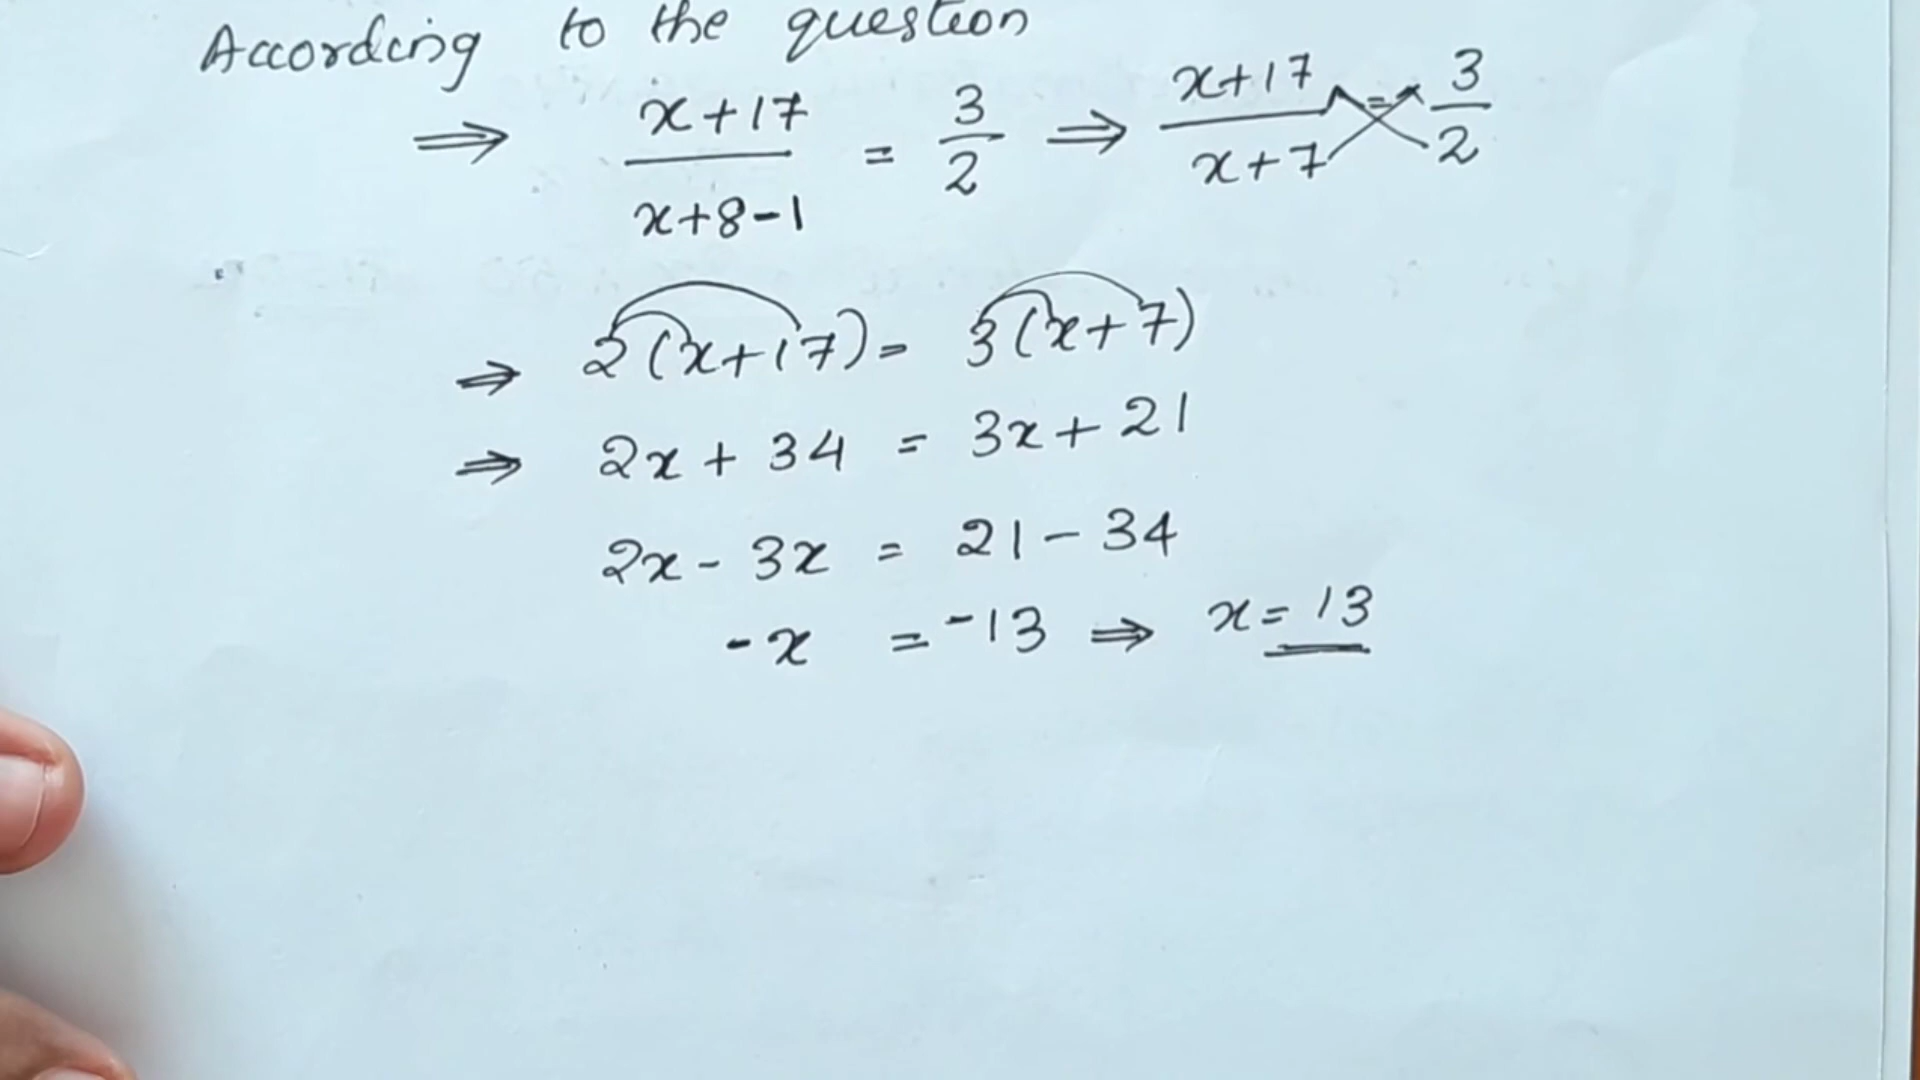 According to the question
⇒ x+17 / x+8-1 = 3/2 ⇒ x+17 / x+7 = 3/2
⇒ 2(x+17) = 3(x+7)
⇒ 2x + 34 = 3x + 21
2x - 3x = 21 - 34
-x = -13 ⇒ x = 13